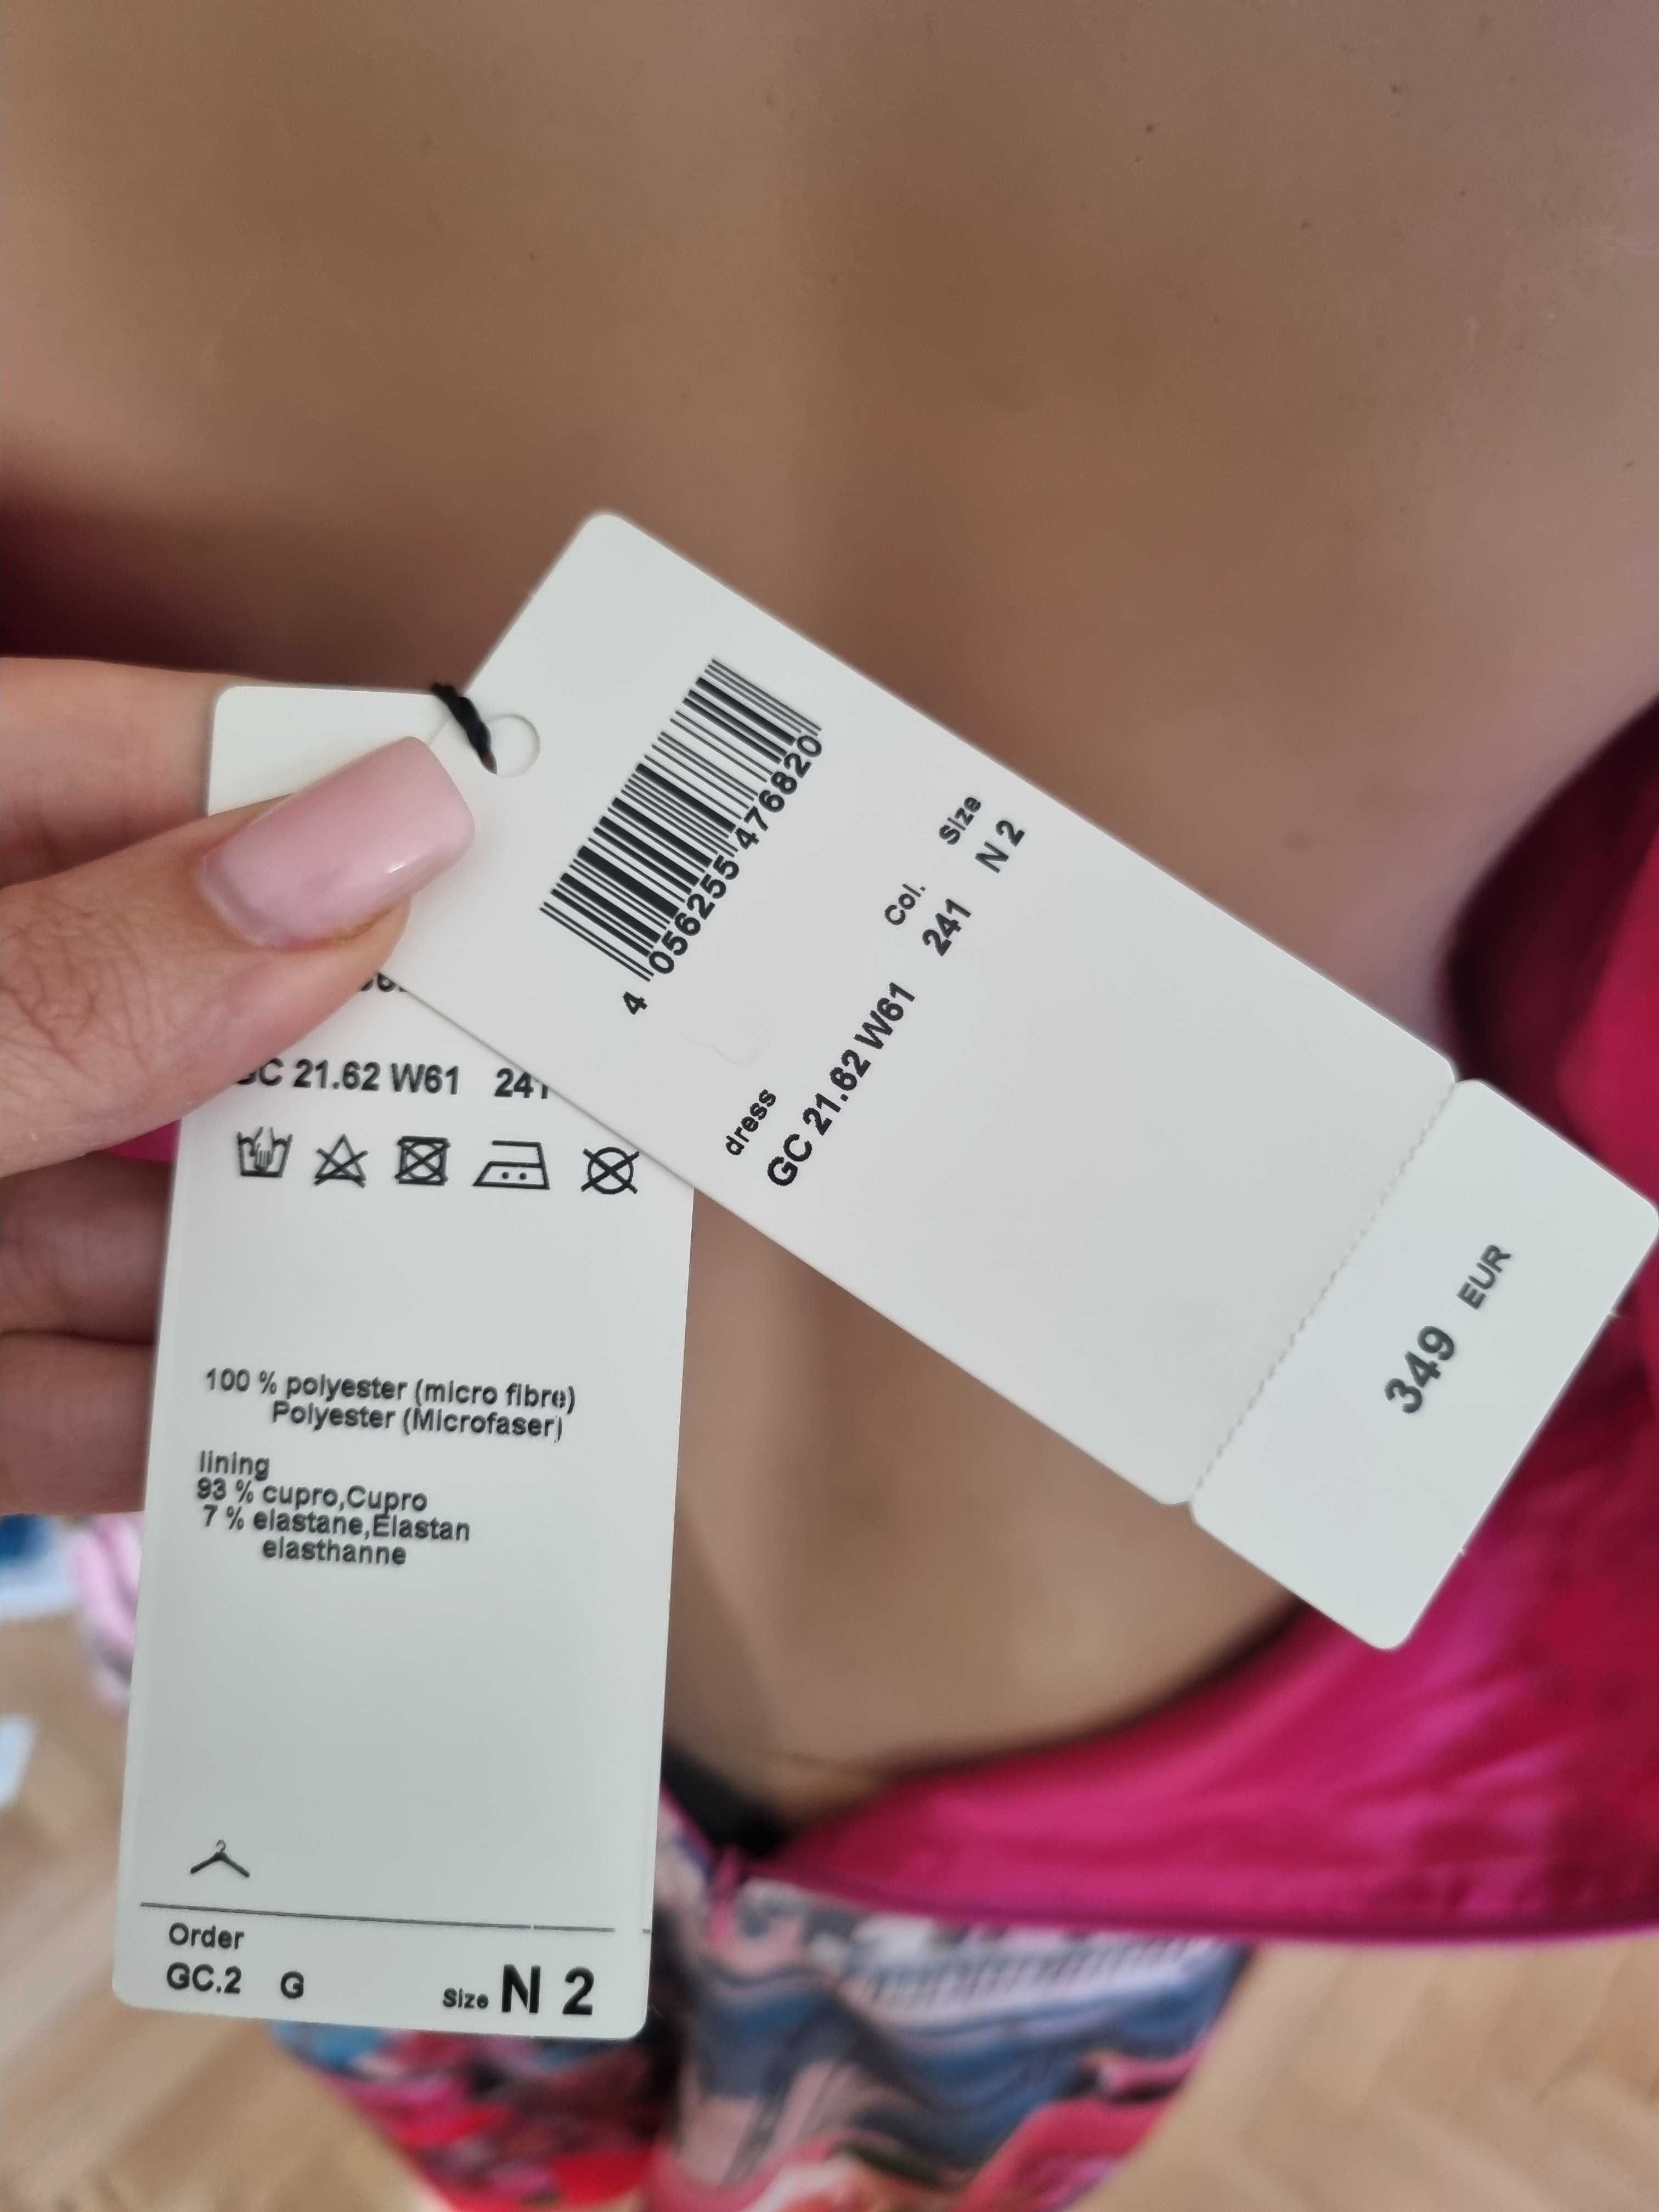 4 056255 476820
dress Col. Size
GC 21.62 W61 241 N 2
349 EUR
GC 21.62 W61 241
100 % polyester (micro fibre)
Polyester (Microfaser)
lining
93 % cupro,Cupro
7 % elastane,Elastan
elasthanne
Order
GC.2 G Size N 2